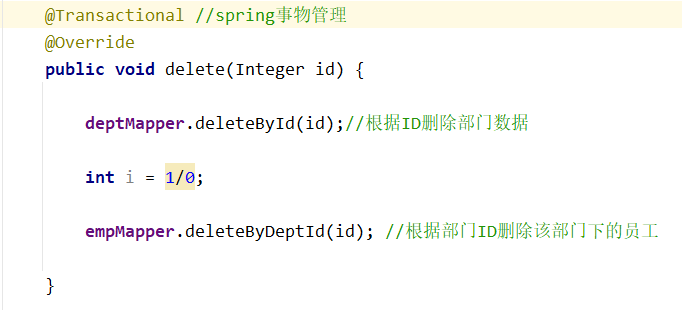 @Transactional //spring事物管理
@Override
public void delete(Integer id) {
deptMapper.deleteById(id);//根据ID删除部门数据
int i = 1/0;
empMapper.deleteByDeptId(id); //根据部门ID删除该部门下的员工
}